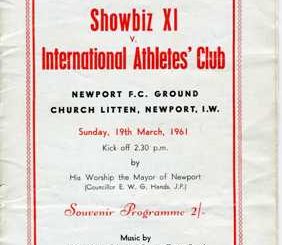 Showbiz XI
v.
International Athletes' Club
NEWPORT F.C. GROUND
CHURCH LITTEN, NEWPORT, I.W.
Sunday, 19th March, 1961
Kick off 2.30 p.m.
by
His Worship the Mayor of Newport
(Councillor E. W. G. Hands, J.P.)
Souvenir Programme 2/-
Music by